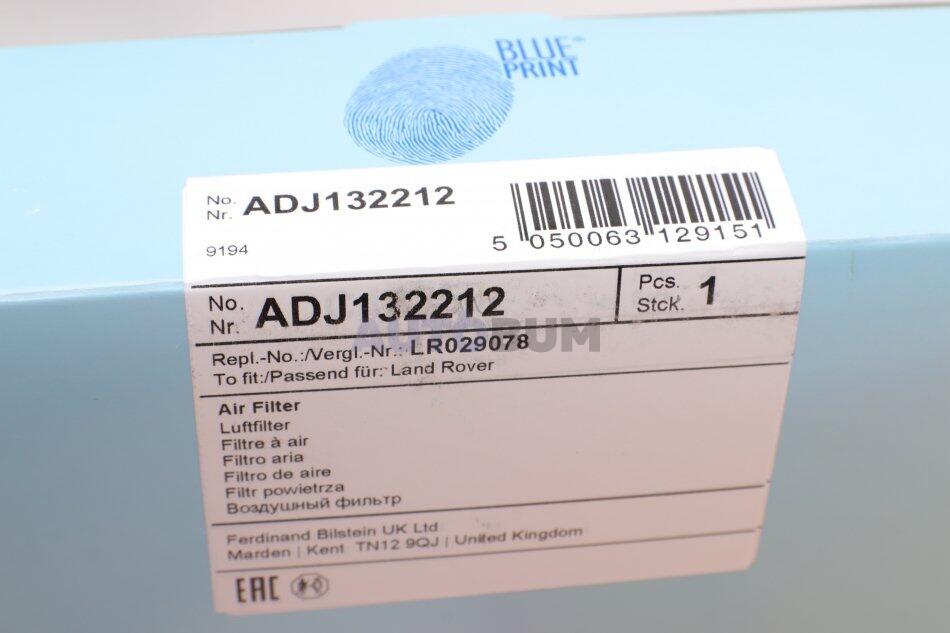 BLUE™
PRINT
No. ADJ132212
Nr.
9194
5 050063 129151
No. ADJ132212
Nr.
Pcs. 1
Stck.
AUTOBUM
Repl.-No.:/Vergl.-Nr.: LR029078
To fit:/Passend für: Land Rover
Air Filter
Luftfilter
Filtre à air
Filtro aria
Filtro de aire
Filtr powietrza
Воздушный фильтр
Ferdinand Bilstein UK Ltd
Marden | Kent TN12 9QJ | United Kingdom
EAC